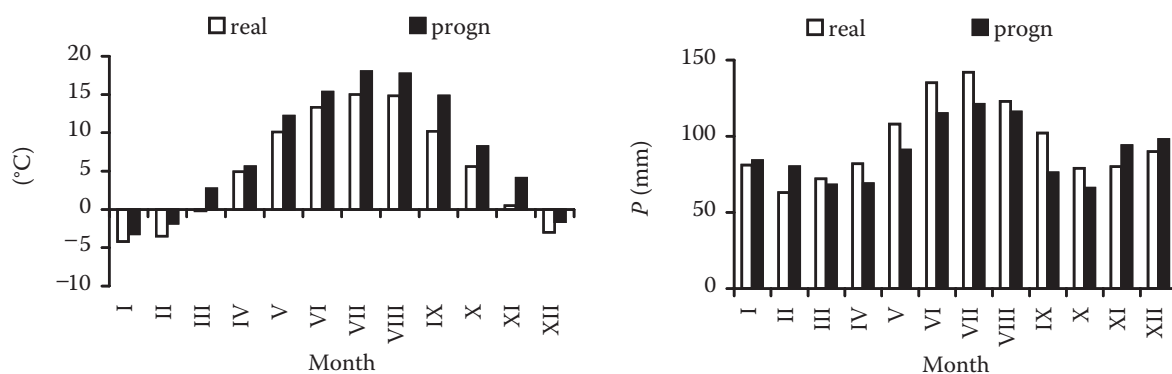 real progn
20
15
10
5
0
−5
−10
(°C)
I II III IV V VI VII VIII IX X XI XII
Month
real progn
150
100
50
0
P (mm)
I II III IV V VI VII VIII IX X XI XII
Month